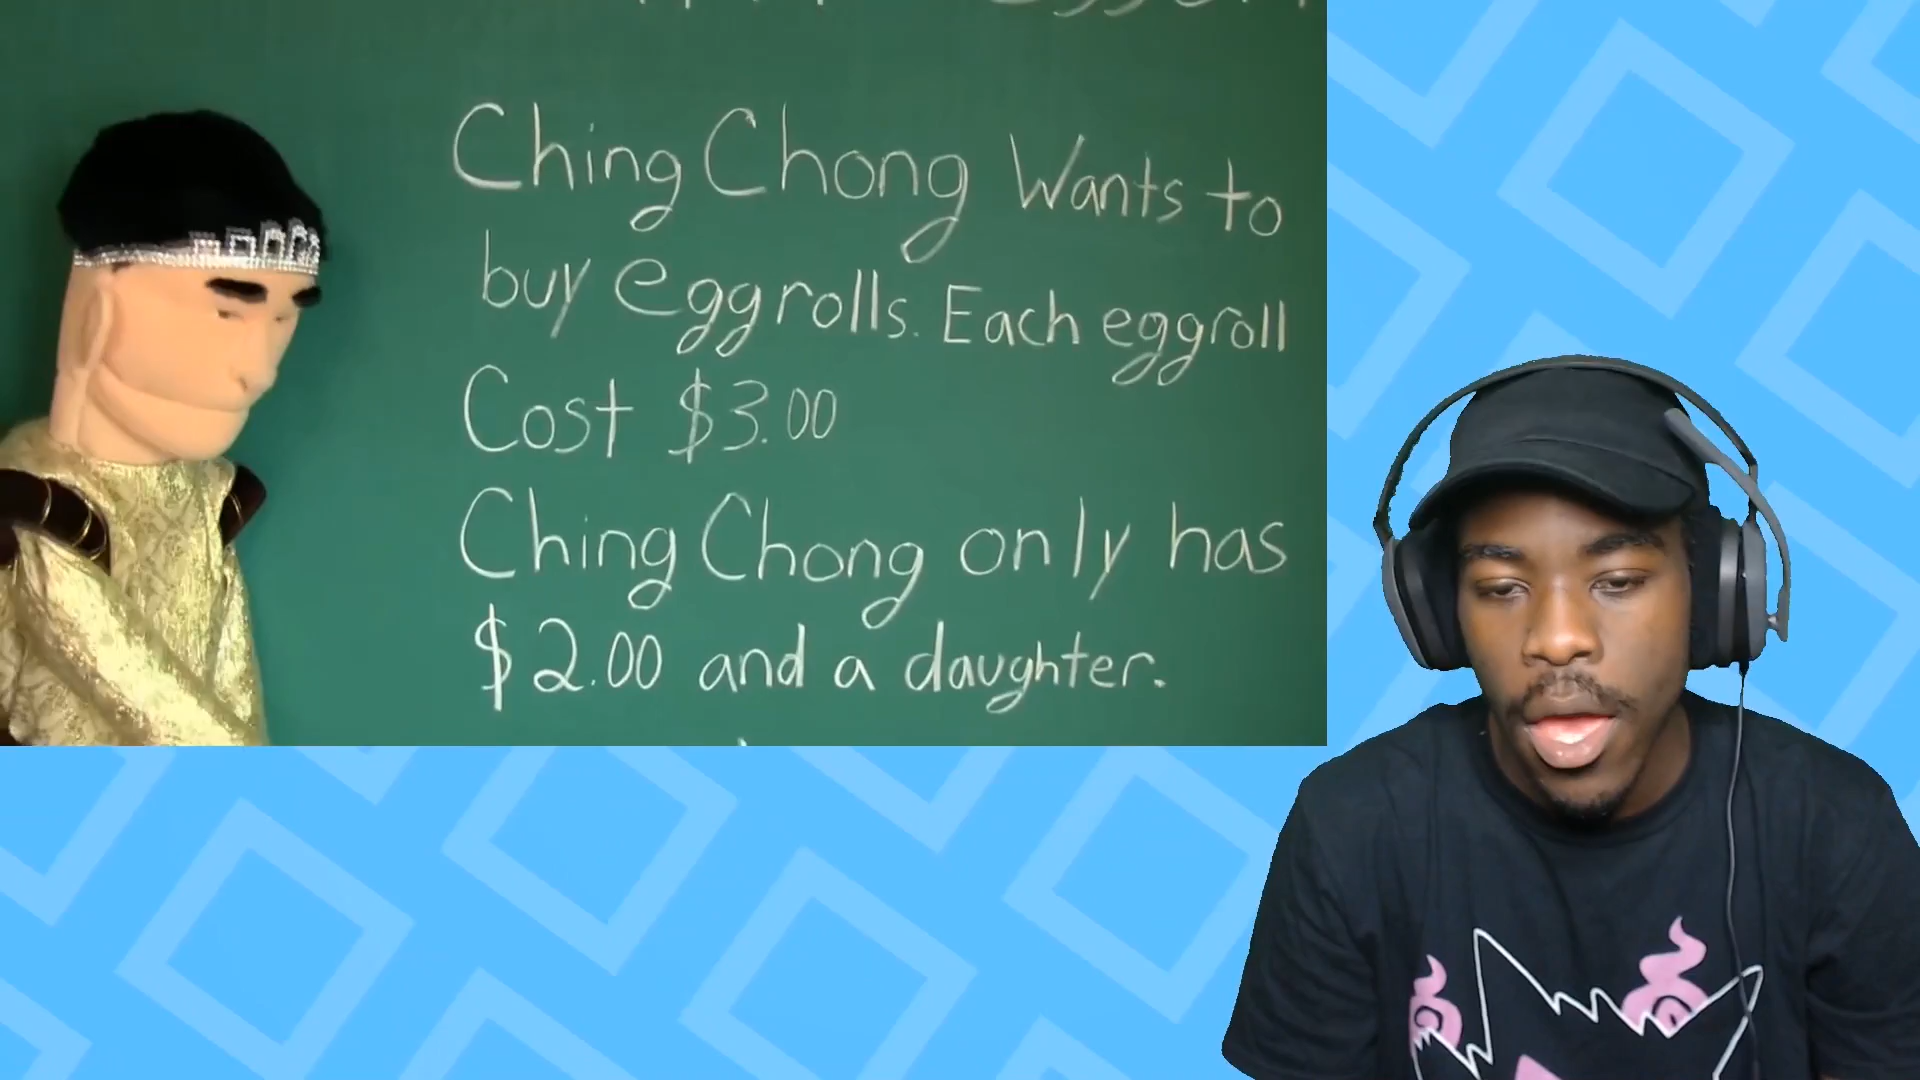 Ching Chong Wants to
buy eggrolls. Each eggroll
Cost $3.00
Ching Chong only has
$2.00 and a daughter.